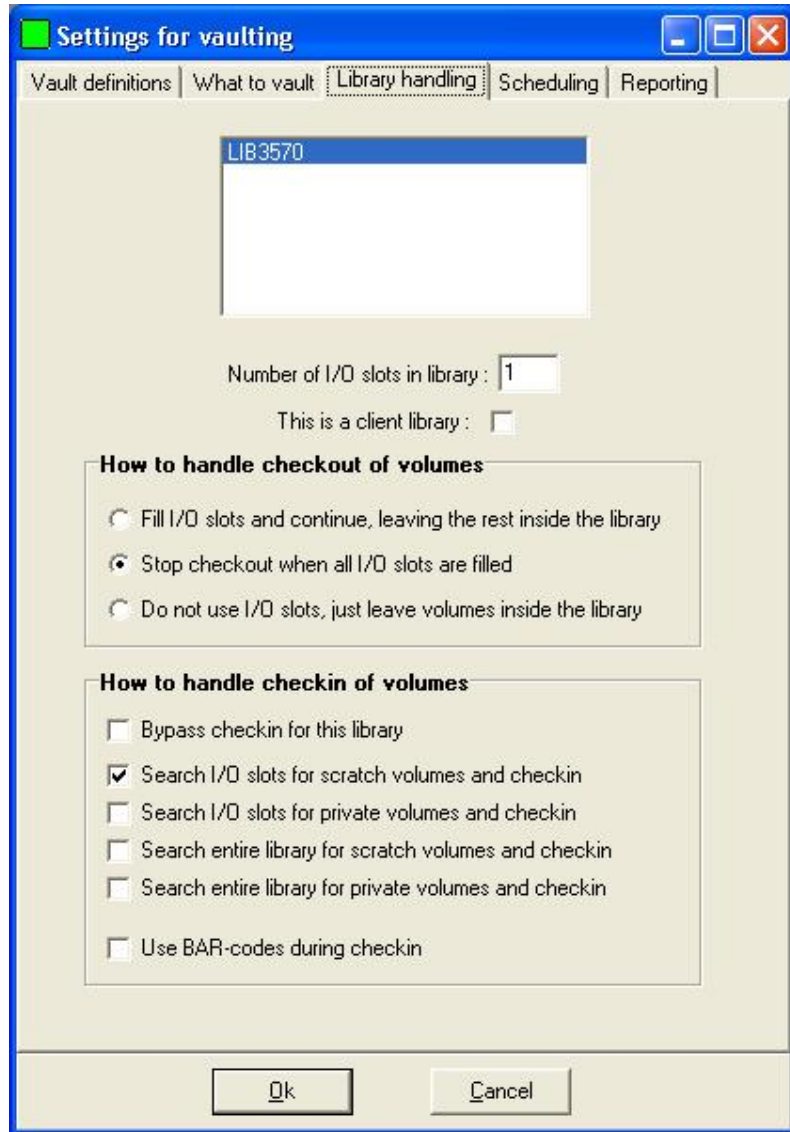 Settings for vaulting
Vault definitions What to vault Library handling Scheduling Reporting
LIB3570
Number of I/O slots in library : 1
This is a client library :
How to handle checkout of volumes
Fill I/O slots and continue, leaving the rest inside the library
Stop checkout when all I/O slots are filled
Do not use I/O slots, just leave volumes inside the library
How to handle checkin of volumes
Bypass checkin for this library
Search I/O slots for scratch volumes and checkin
Search I/O slots for private volumes and checkin
Search entire library for scratch volumes and checkin
Search entire library for private volumes and checkin
Use BAR-codes during checkin
Ok Cancel